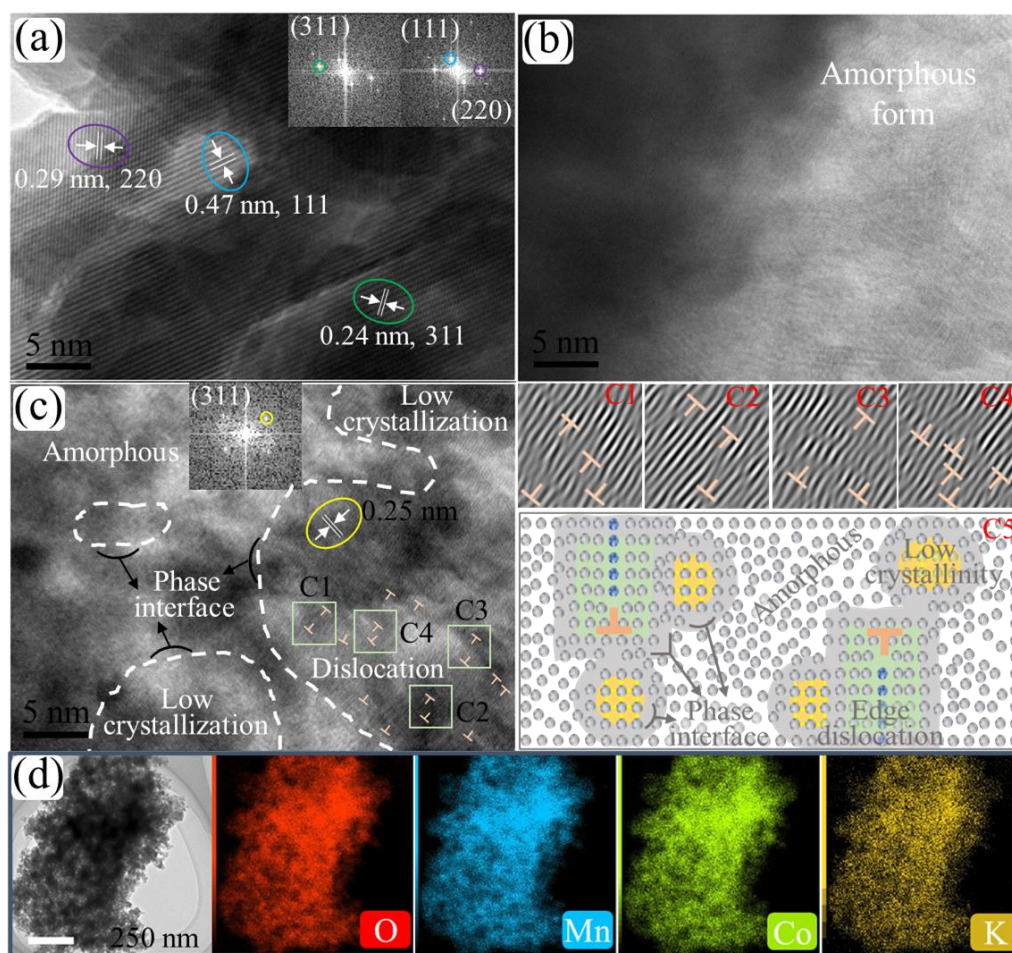 (a)
(311)
(111)
(220)
0.29 nm, 220
0.47 nm, 111
0.24 nm, 311
5 nm
(b)
Amorphous
form
(c)
(311)
Low
crystallization
Amorphous
0.25 nm
Phase
interface
C1
C4
C3
Dislocation
C2
Low
crystallization
5 nm
C1
C2
C3
C4
C5
Amorphous
Low
crystallinity
Phase
interface
Edge
dislocation
(d)
250 nm
O
Mn
Co
K